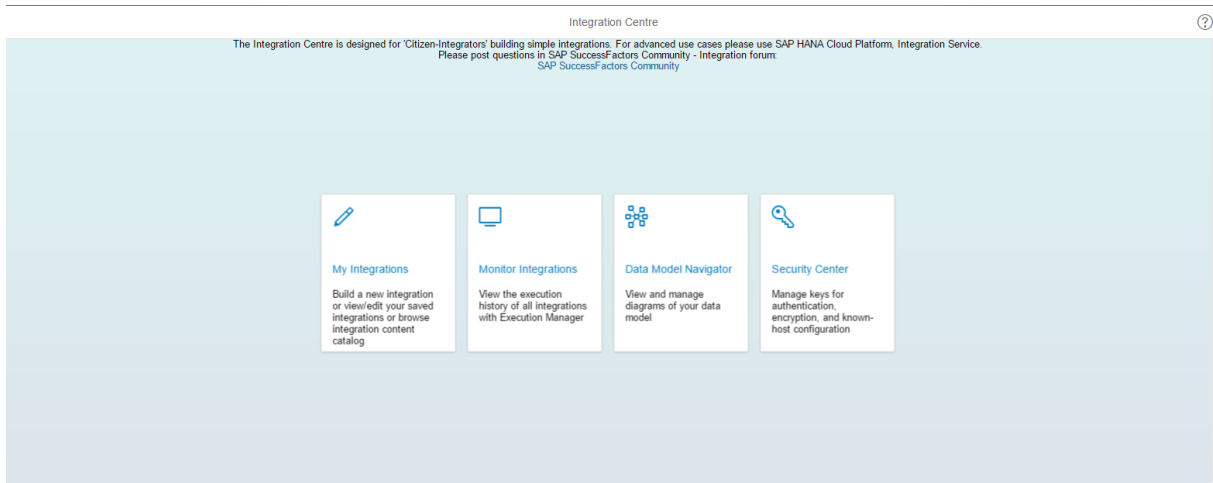 Integration Centre
?
The Integration Centre is designed for 'Citizen-Integrators' building simple integrations. For advanced use cases please use SAP HANA Cloud Platform, Integration Service.
Please post questions in SAP SuccessFactors Community - Integration forum:
SAP SuccessFactors Community
My Integrations
Build a new integration
or view/edit your saved
integrations or browse
integration content
catalog
Monitor Integrations
View the execution
history of all integrations
with Execution Manager
Data Model Navigator
View and manage
diagrams of your data
model
Security Center
Manage keys for
authentication,
encryption, and known-
host configuration